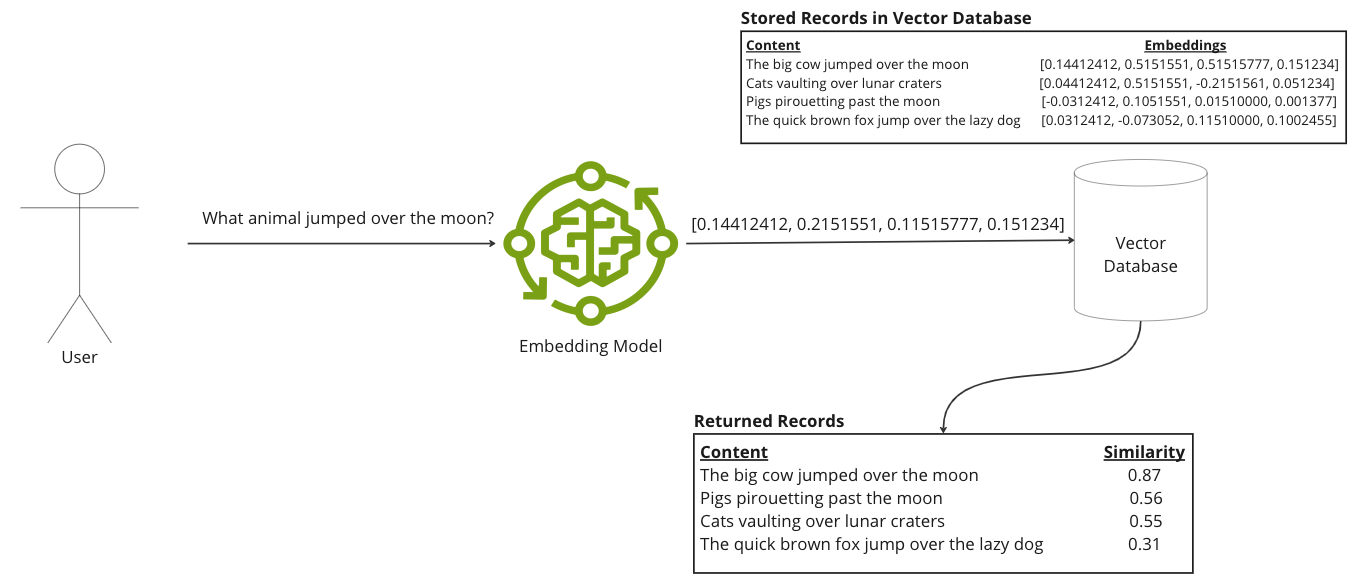 Stored Records in Vector Database
Content Embeddings
The big cow jumped over the moon [0.14412412, 0.5151551, 0.51515777, 0.151234]
Cats vaulting over lunar craters [0.04412412, 0.5151551, -0.2151561, 0.051234]
Pigs pirouetting past the moon [-0.0312412, 0.1051551, 0.01510000, 0.001377]
The quick brown fox jump over the lazy dog [0.0312412, -0.073052, 0.11510000, 0.1002455]
What animal jumped over the moon?
[0.14412412, 0.2151551, 0.11515777, 0.151234]
Vector
Database
User
Embedding Model
Returned Records
Content Similarity
The big cow jumped over the moon 0.87
Pigs pirouetting past the moon 0.56
Cats vaulting over lunar craters 0.55
The quick brown fox jump over the lazy dog 0.31